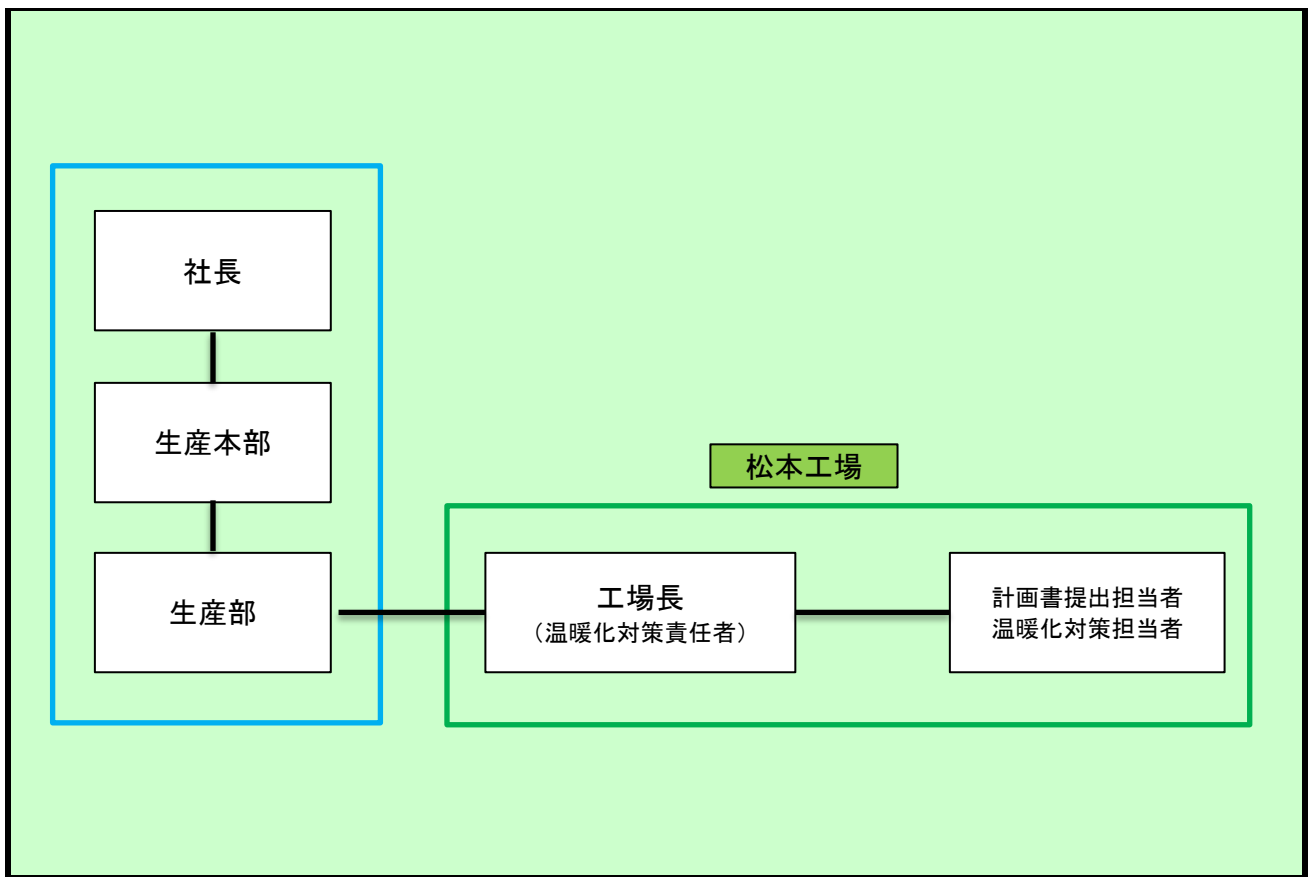 社長
生産本部
生産部
松本工場
工場長
（温暖化対策責任者）
計画書提出担当者
温暖化対策担当者